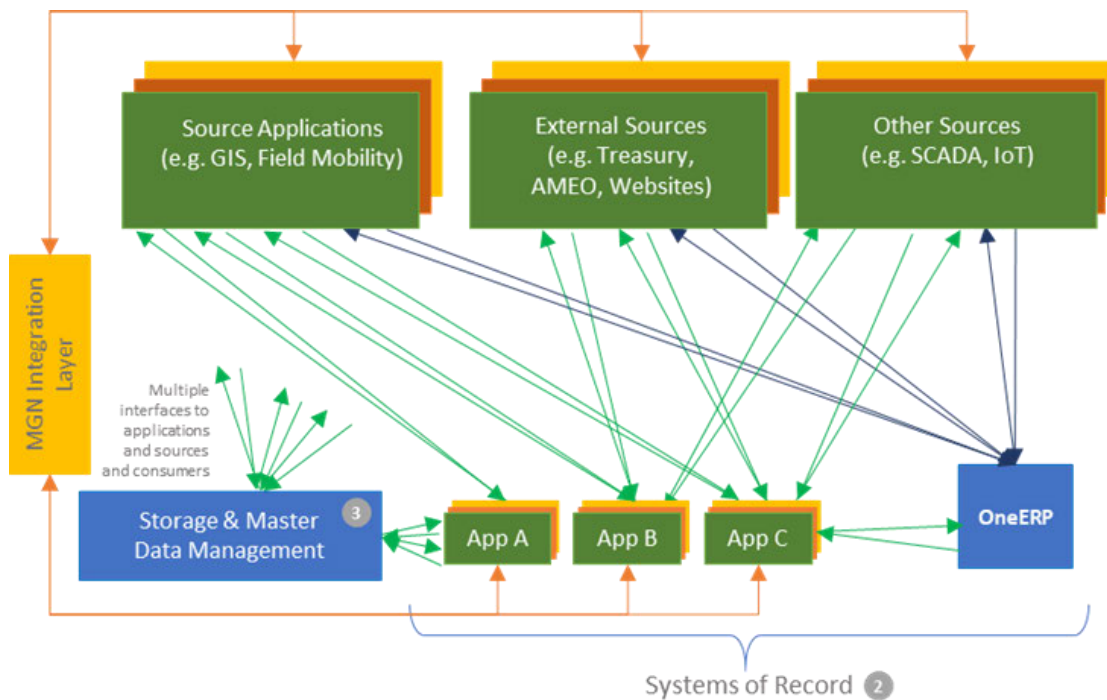 Source Applications
(e.g. GIS, Field Mobility)
External Sources
(e.g. Treasury,
AMEO, Websites)
Other Sources
(e.g. SCADA, IoT)
MGN Integration
Layer
Multiple
interfaces to
applications
and sources
and consumers
Storage & Master
Data Management
3
App A
App B
App C
OneERP
Systems of Record 2